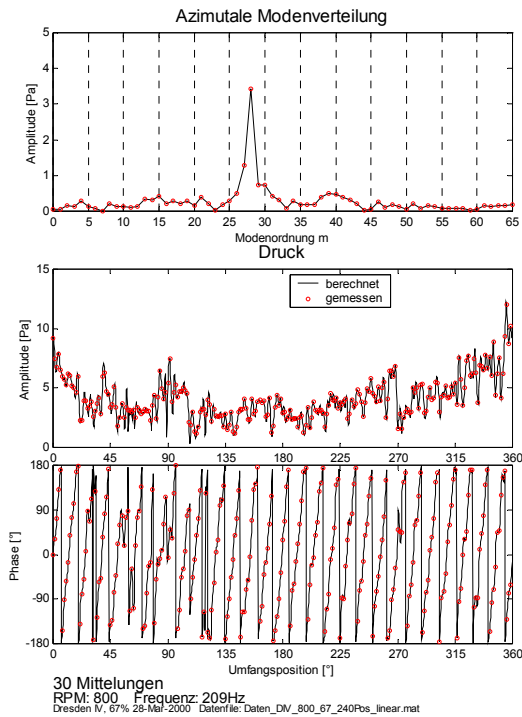 Azimutale Modenverteilung
5
4
3
2
1
0
Amplitude [Pa]
0 5 10 15 20 25 30 35 40 45 50 55 60 65
Modenordnung m
Druck
15
10
5
0
Amplitude [Pa]
berechnet
gemessen
0 45 90 135 180 225 270 315 360
180
90
0
-90
-180
Phase [°]
0 45 90 135 180 225 270 315 360
Umfangsposition [°]
30 Mittelungen
RPM: 800 Frequenz: 209Hz
Dresden IV, 67% 28-Mar-2000 Datenfile: Daten_DIV_800_67_240Pos_linear.mat